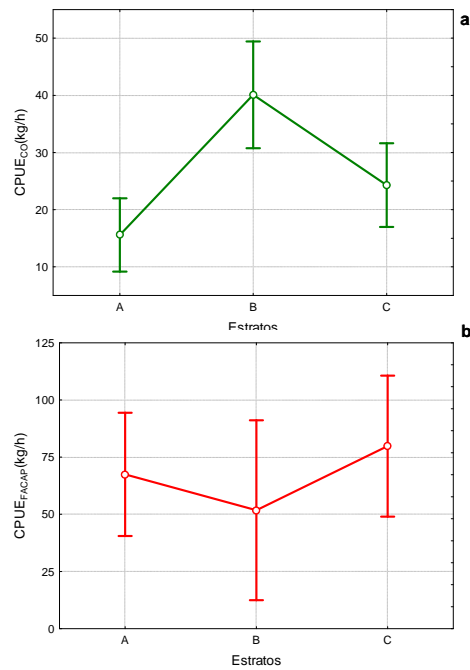 a
50
40
30
20
10
CPUE_CO(kg/h)
A B C
Estratos
b
125
100
75
50
25
0
CPUE_FACAP(kg/h)
A B C
Estratos